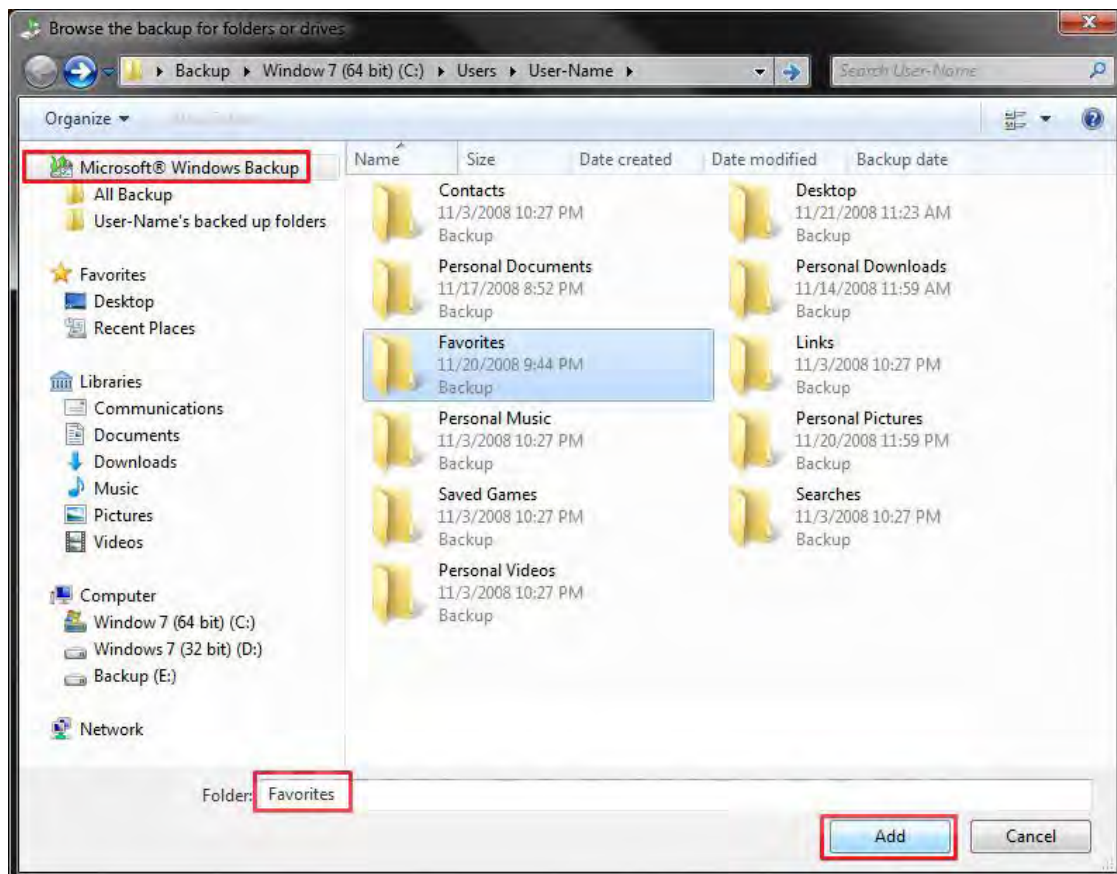 Browse the backup for folders or drives
Backup ▸ Window 7 (64 bit) (C:) ▸ Users ▸ User-Name ▸
Search User-Name
Organize
Microsoft® Windows Backup
All Backup
User-Name's backed up folders
Favorites
Desktop
Recent Places
Libraries
Communications
Documents
Downloads
Music
Pictures
Videos
Computer
Window 7 (64 bit) (C:)
Windows 7 (32 bit) (D:)
Backup (E:)
Network
Name Size Date created Date modified Backup date
Contacts
11/3/2008 10:27 PM
Backup
Desktop
11/21/2008 11:23 AM
Backup
Personal Documents
11/17/2008 8:52 PM
Backup
Personal Downloads
11/14/2008 11:59 AM
Backup
Favorites
11/20/2008 9:44 PM
Backup
Links
11/3/2008 10:27 PM
Backup
Personal Music
11/3/2008 10:27 PM
Backup
Personal Pictures
11/20/2008 11:59 PM
Backup
Saved Games
11/3/2008 10:27 PM
Backup
Searches
11/3/2008 10:27 PM
Backup
Personal Videos
11/3/2008 10:27 PM
Backup
Folder: Favorites
Add Cancel